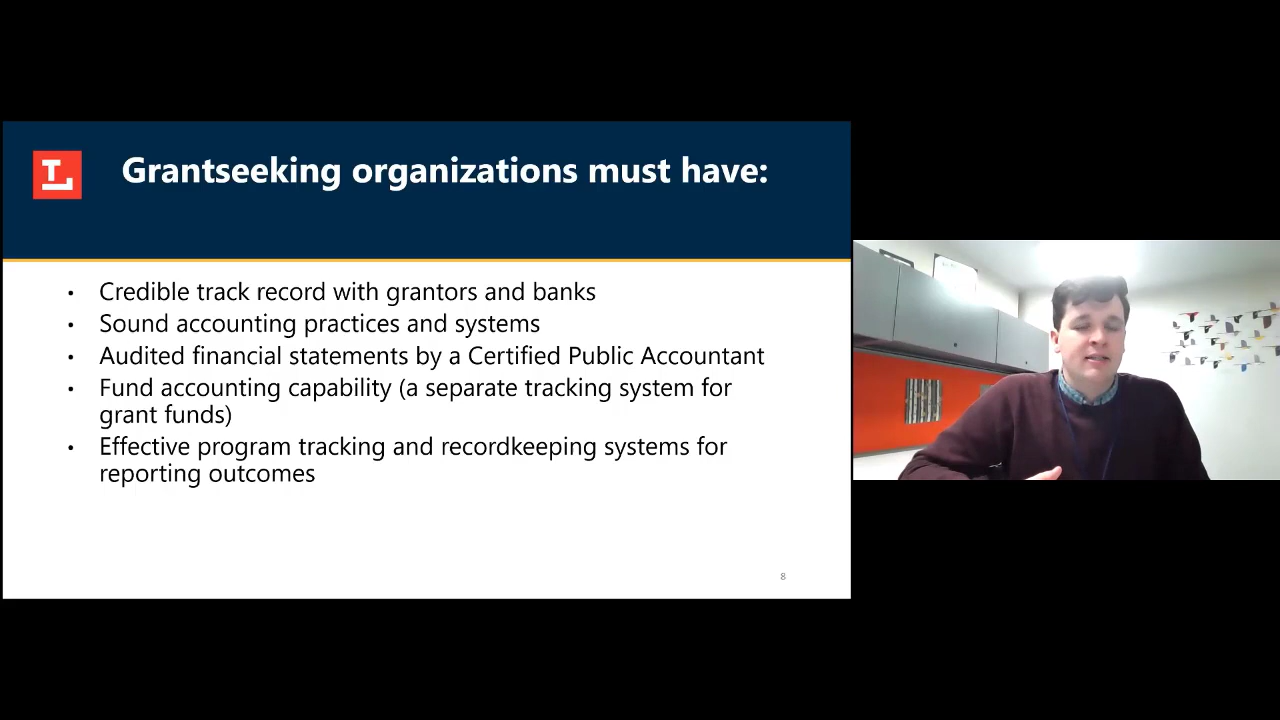 Grantseeking organizations must have:
• Credible track record with grantors and banks
• Sound accounting practices and systems
• Audited financial statements by a Certified Public Accountant
• Fund accounting capability (a separate tracking system for
grant funds)
• Effective program tracking and recordkeeping systems for
reporting outcomes
8